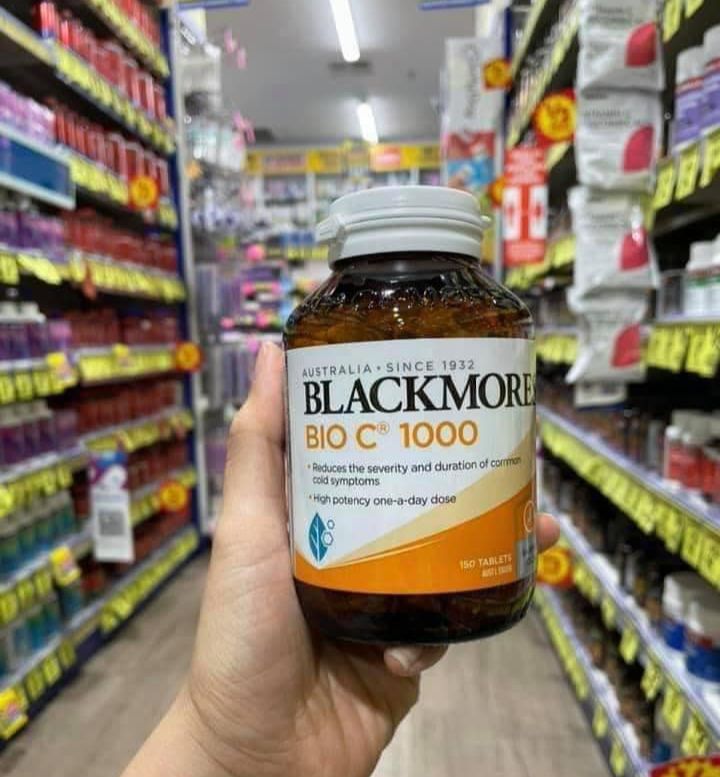 AUSTRALIA • SINCE 1932
BLACKMORES
BIO C® 1000
• Reduces the severity and duration of common
cold symptoms
• High potency one-a-day dose
150 TABLETS